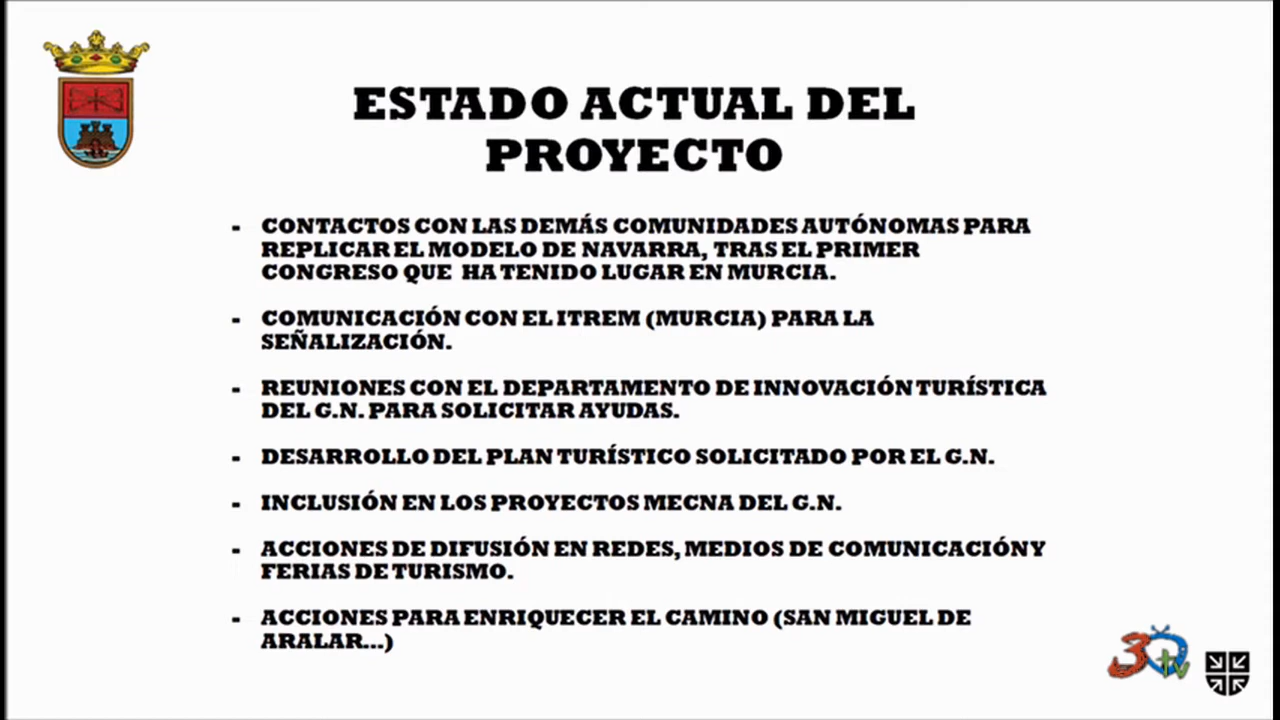 ESTADO ACTUAL DEL
PROYECTO
- CONTACTOS CON LAS DEMÁS COMUNIDADES AUTÓNOMAS PARA
REPLICAR EL MODELO DE NAVARRA, TRAS EL PRIMER
CONGRESO QUE HA TENIDO LUGAR EN MURCIA.
- COMUNICACIÓN CON EL ITREM (MURCIA) PARA LA
SEÑALIZACIÓN.
- REUNIONES CON EL DEPARTAMENTO DE INNOVACIÓN TURÍSTICA
DEL G.N. PARA SOLICITAR AYUDAS.
- DESARROLLO DEL PLAN TURÍSTICO SOLICITADO POR EL G.N.
- INCLUSIÓN EN LOS PROYECTOS MECNA DEL G.N.
- ACCIONES DE DIFUSIÓN EN REDES, MEDIOS DE COMUNICACIÓN Y
FERIAS DE TURISMO.
- ACCIONES PARA ENRIQUECER EL CAMINO (SAN MIGUEL DE
ARALAR...)
3 tv